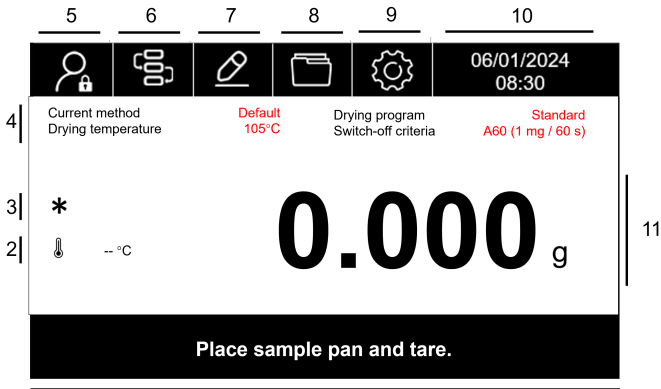 5 6 7 8 9 10
06/01/2024
08:30
4 Current method Default Drying program Standard
Drying temperature 105°C Switch-off criteria A60 (1 mg / 60 s)
3 *
2 -- °C
0.000 g 11
Place sample pan and tare.